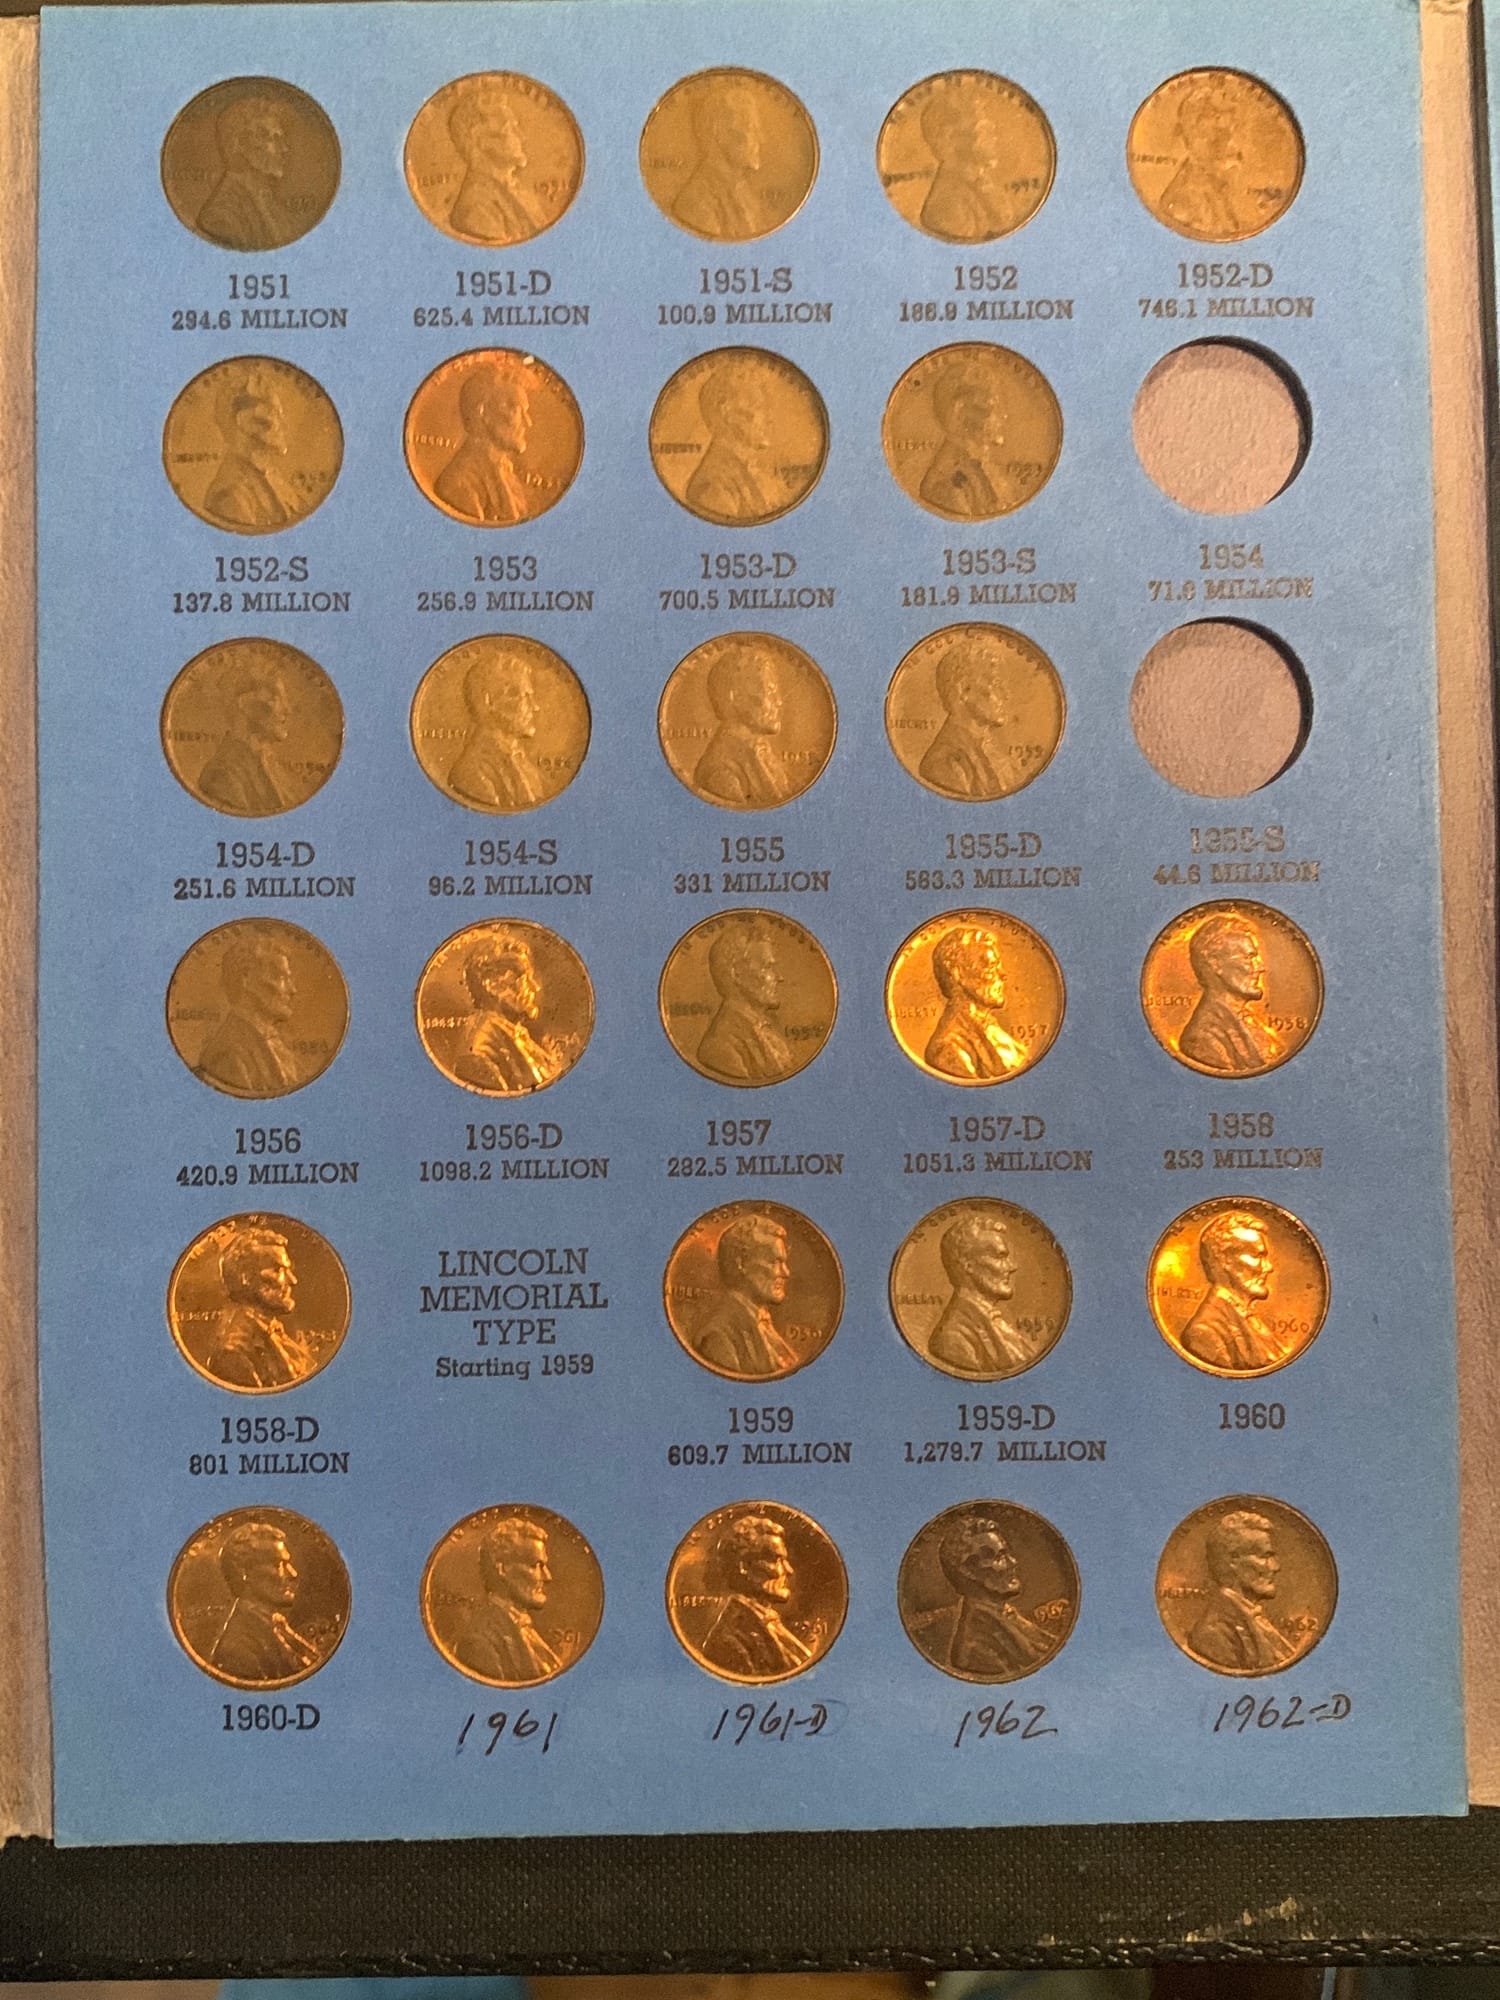 1951 1951-D 1951-S 1952 1952-D
294.6 MILLION 625.4 MILLION 100.9 MILLION 186.9 MILLION 746.1 MILLION
1952-S 1953 1953-D 1953-S 1954
137.8 MILLION 256.9 MILLION 700.5 MILLION 181.9 MILLION MILLION
1954-D 1954-S 1955 1955-D 1955-S
251.6 MILLION 96.2 MILLION 331 MILLION 563.3 MILLION 44.6 MILLION
1956 1956-D 1957 1957-D 1958
420.9 MILLION 1098.2 MILLION 282.5 MILLION 1051.3 MILLION 253 MILLION
LINCOLN
MEMORIAL
TYPE
Starting 1959
1958-D 1959 1959-D 1960
801 MILLION 609.7 MILLION 1,279.7 MILLION
1960-D 1961 1961-D 1962 1962-D